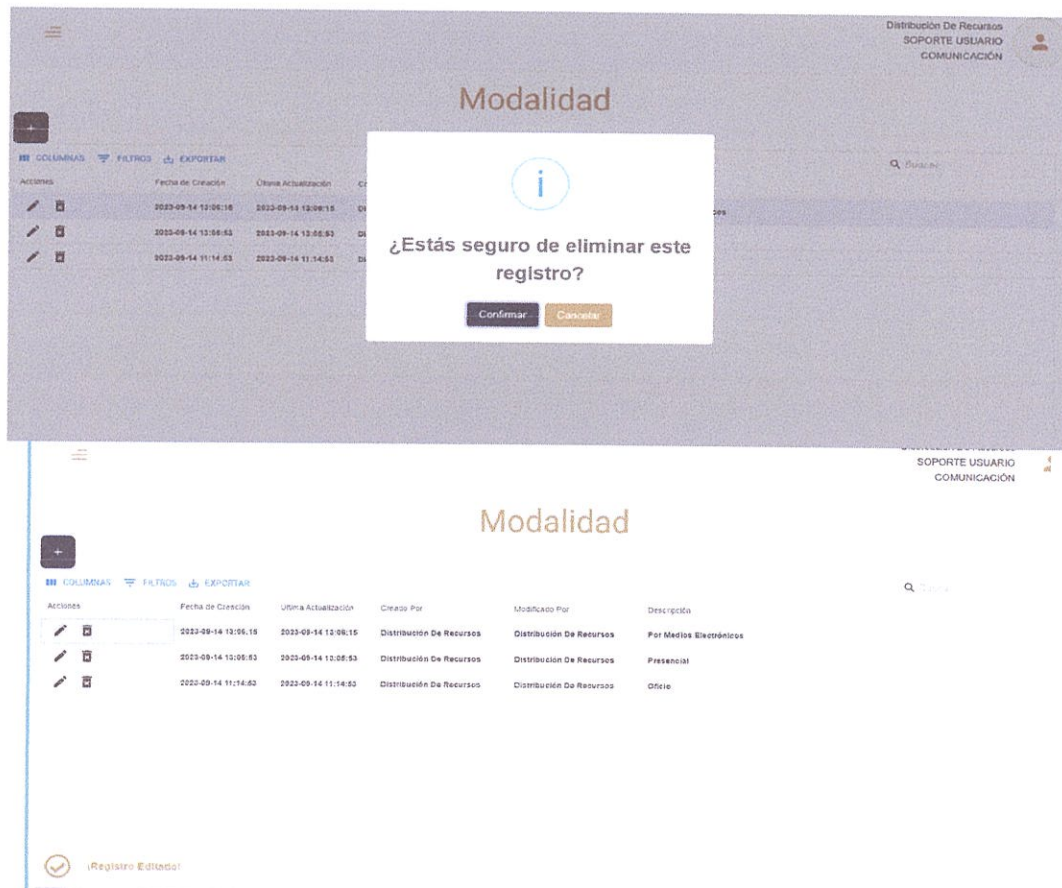 Distribución De Recursos
SOPORTE USUARIO
COMUNICACIÓN
Modalidad
+
COLUMNAS FILTROS EXPORTAR
Buscar
Acciones Fecha de Creación Última Actualización
2023-09-14 13:06:15 2023-09-14 13:06:15
2023-09-14 13:05:53 2023-09-14 13:05:53
2023-09-14 11:14:53 2023-09-14 11:14:53
i
¿Estás seguro de eliminar este
registro?
Confirmar Cancelar
SOPORTE USUARIO
COMUNICACIÓN
Modalidad
+
COLUMNAS FILTROS EXPORTAR
Acciones Fecha de Creación Última Actualización Creado Por Modificado Por Descripción
2023-09-14 13:06:15 2023-09-14 13:06:15 Distribución De Recursos Distribución De Recursos Por Medios Electrónicos
2023-09-14 13:05:53 2023-09-14 13:05:53 Distribución De Recursos Distribución De Recursos Presencial
2023-09-14 11:14:53 2023-09-14 11:14:53 Distribución De Recursos Distribución De Recursos Oficio
¡Registro Editado!